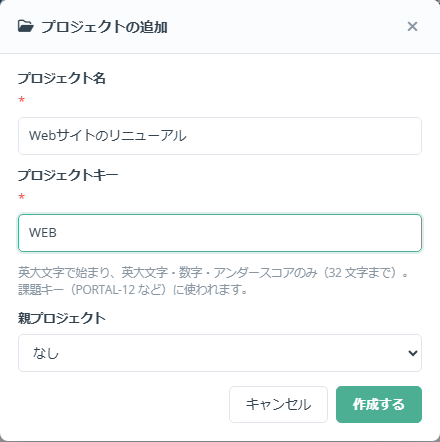 プロジェクトの追加
プロジェクト名
*
Webサイトのリニューアル
プロジェクトキー
*
WEB
英大文字で始まり、英大文字・数字・アンダースコアのみ（32 文字まで）。
課題キー（PORTAL-12 など）に使われます。
親プロジェクト
なし
キャンセル
作成する